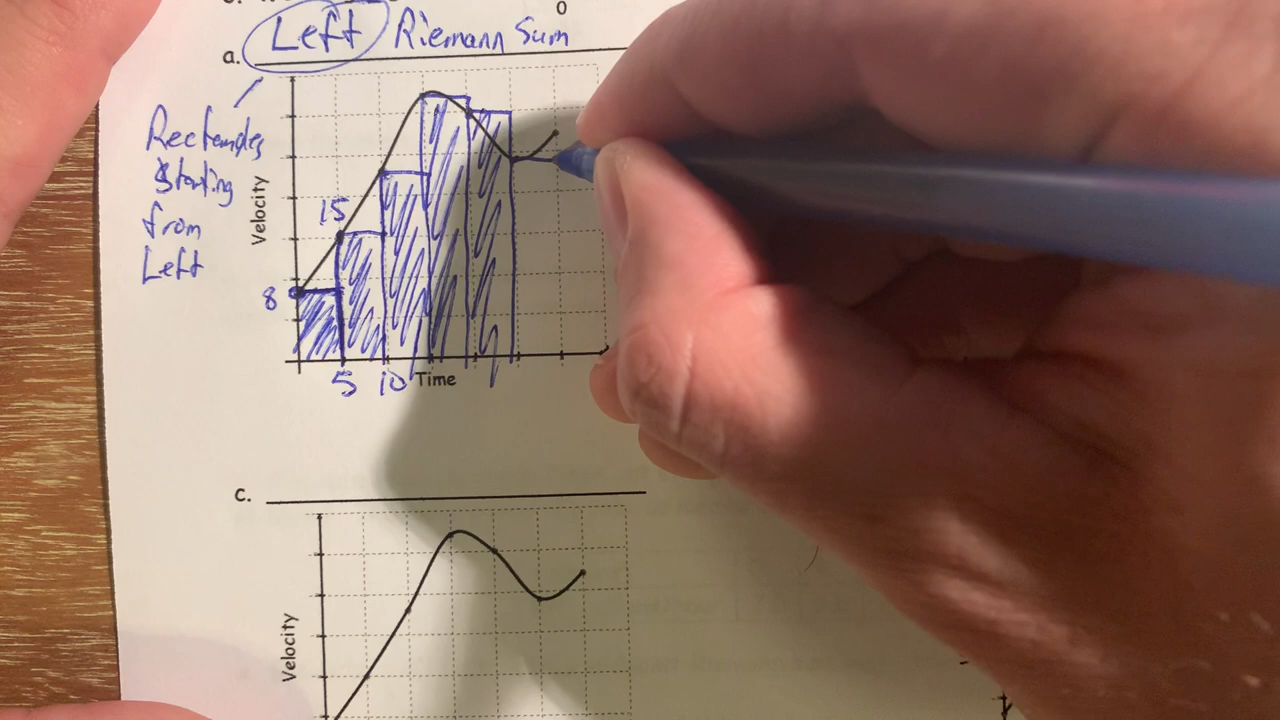 0
Left Riemann Sum
a.
Rectangles
Starting
from
Left
Velocity
15
8
5 10 Time
c.
Velocity